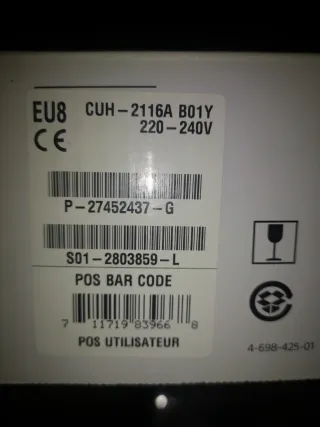 EU8 CUH-2116A B01Y
CE 220-240V
P-27452437-G
S01-2803859-L
POS BAR CODE
7 11719 83966 8
POS UTILISATEUR
4-698-425-01